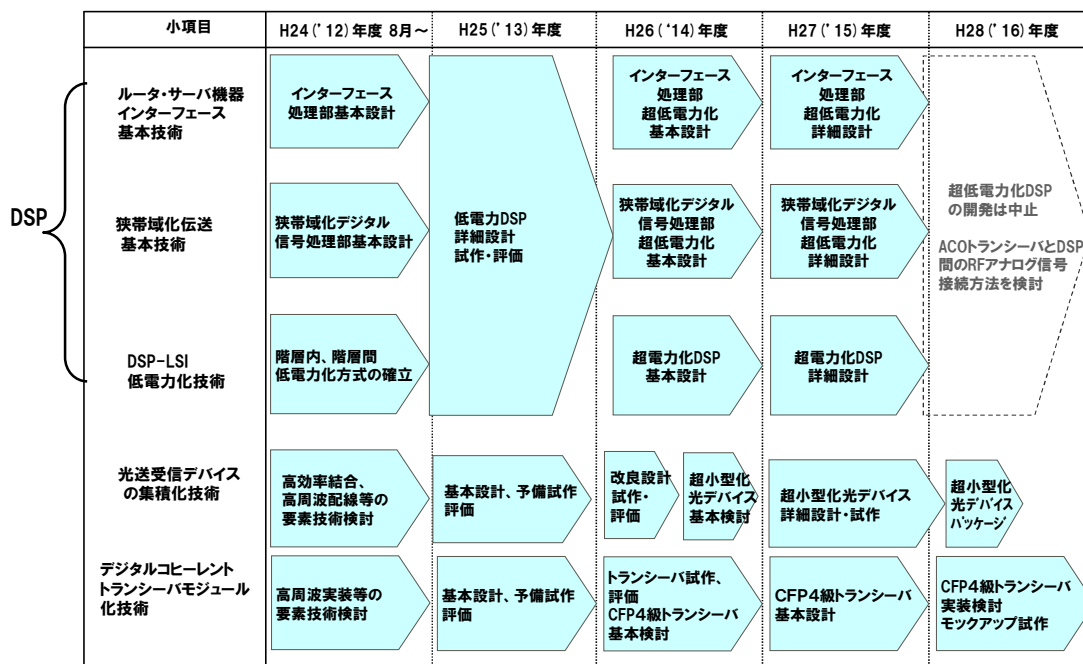 小項目
H24(’12)年度 8月～
H25(’13)年度
H26(‘14)年度
H27(’15)年度
H28(’16)年度
DSP
ルータ・サーバ機器
インターフェース
基本技術
インターフェース
処理部基本設計
低電力DSP
詳細設計
試作・評価
インターフェース
処理部
超低電力化
基本設計
インターフェース
処理部
超低電力化
詳細設計
超低電力化DSP
の開発は中止
ACOトランシーバとDSP
間のRFアナログ信号
接続方法を検討
狭帯域化伝送
基本技術
狭帯域化デジタル
信号処理部基本設計
狭帯域化デジタル
信号処理部
超低電力化
基本設計
狭帯域化デジタル
信号処理部
超低電力化
詳細設計
DSP-LSI
低電力化技術
階層内、階層間
低電力化方式の確立
超電力化DSP
基本設計
超電力化DSP
詳細設計
光送受信デバイス
の集積化技術
高効率結合、
高周波配線等の
要素技術検討
基本設計、予備試作
評価
改良設計
試作・
評価
超小型化
光デバイス
基本検討
超小型化光デバイス
詳細設計・試作
超小型化
光デバイス
パッケージ
デジタルコヒーレント
トランシーバモジュール
化技術
高周波実装等の
要素技術検討
基本設計、予備試作
評価
トランシーバ試作、
評価
CFP4級トランシーバ
基本検討
CFP4級トランシーバ
基本設計
CFP4級トランシーバ
実装検討
モックアップ試作